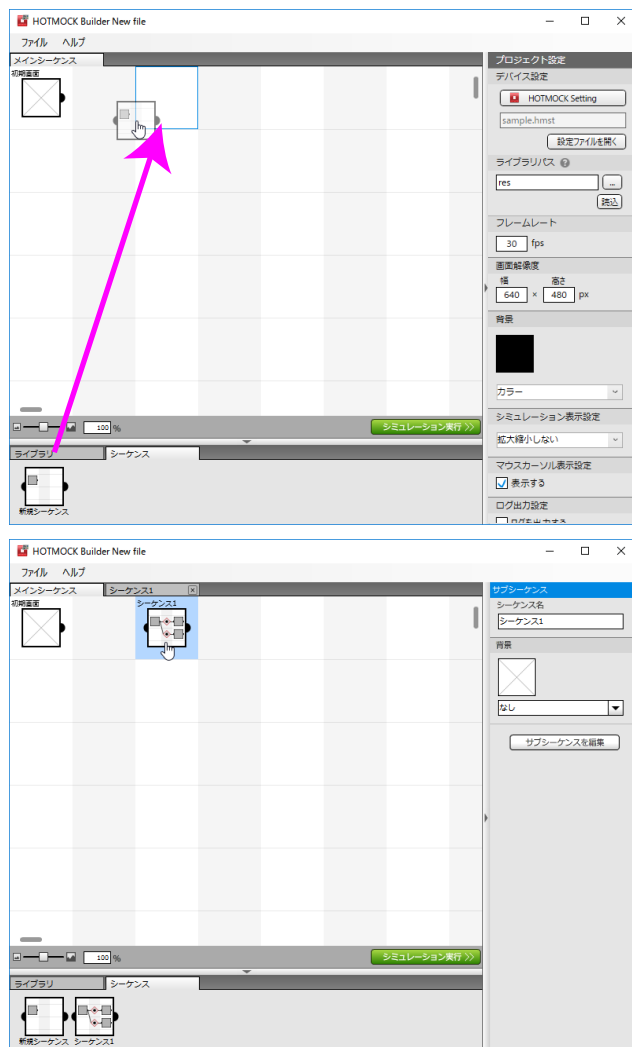 HOTMOCK Builder New file
ファイル ヘルプ
メインシーケンス
初期画面
プロジェクト設定
デバイス設定
HOTMOCK Setting
sample.hmst
設定ファイルを開く
ライブラリパス
res
...
読込
フレームレート
30 fps
画面解像度
幅 高さ
640 × 480 px
背景
カラー
シミュレーション表示設定
拡大縮小しない
マウスカーソル表示設定
表示する
ログ出力設定
ログを出力する
100 %
シミュレーション実行
ライブラリ シーケンス
新規シーケンス
HOTMOCK Builder New file
ファイル ヘルプ
メインシーケンス シーケンス1
初期画面 シーケンス1
サブシーケンス
シーケンス名
シーケンス1
背景
なし
サブシーケンスを編集
100 %
シミュレーション実行
ライブラリ シーケンス
新規シーケンス シーケンス1